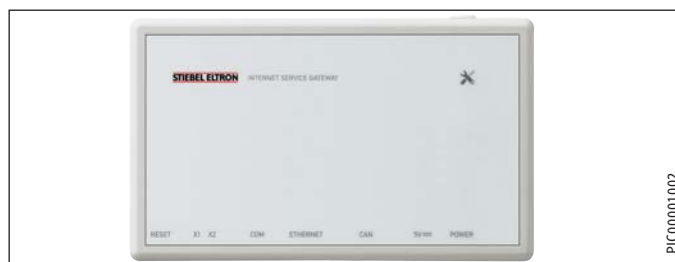 STIEBEL ELTRON INTERNET SERVICE GATEWAY
RESET X1 X2 COM ETHERNET CAN 5V POWER
PIC00001002